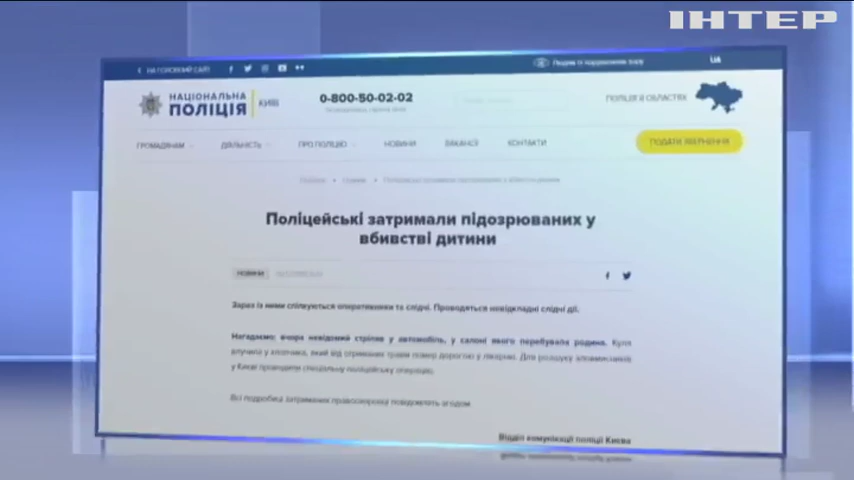 ІНТЕР
НА ГОЛОВНИЙ САЙТ
Людям із порушенням зору
UA
НАЦІОНАЛЬНА
ПОЛІЦІЯ
КИЇВ
0-800-50-02-02
ПОЛІЦІЯ В ОБЛАСТЯХ
ГРОМАДЯНАМ
ДІЯЛЬНІСТЬ
ПРО ПОЛІЦІЮ
НОВИНИ
ВАКАНСІЇ
КОНТАКТИ
ПОДАТИ ЗВЕРНЕННЯ
Поліцейські затримали підозрюваних у
вбивстві дитини
НОВИНИ
Зараз із ними спілкуються оперативники та слідчі. Проводяться невідкладні слідчі дії.
Нагадаємо: вчора невідомий стріляв у автомобіль, у салоні якого перебувала родина. Куля
влучила у хлопчика, який від отриманих травм помер дорогою у лікарню. Для розшуку зловмисників
у Києві проводили спеціальну поліцейську операцію.
Всі подробиці затримання правоохоронці повідомлять згодом.
Відділ комунікації поліції Києва